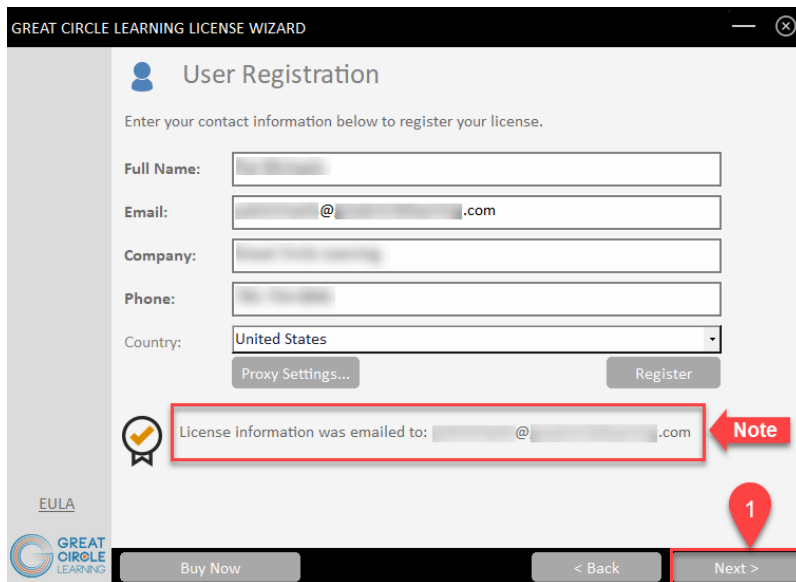 GREAT CIRCLE LEARNING LICENSE WIZARD
User Registration
Enter your contact information below to register your license.
Full Name:
Email: @ .com
Company:
Phone:
Country: United States
Proxy Settings... Register
License information was emailed to: @ .com
Note
EULA
1
GREAT
CIRCLE
LEARNING
Buy Now < Back Next >